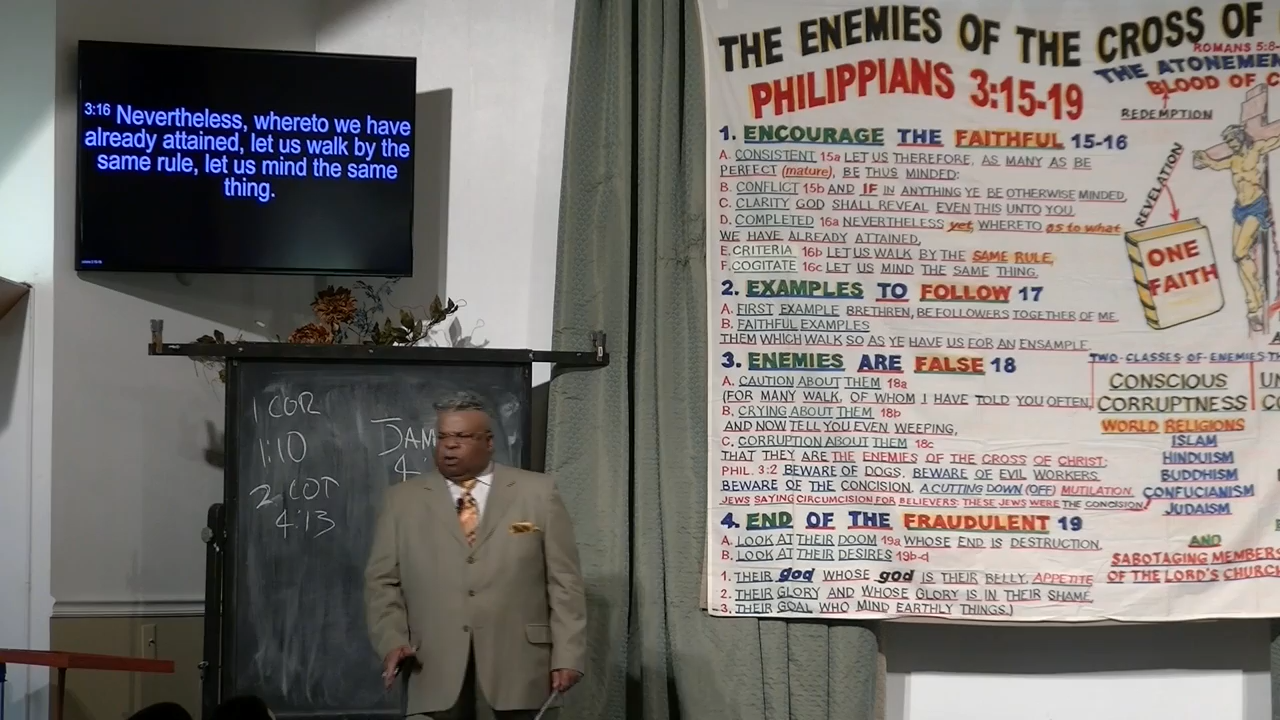 3:16 Nevertheless, whereto we have
already attained, let us walk by the
same rule, let us mind the same
thing.
1 COR
1:10
2 COT
4:13
JAM
4:
THE ENEMIES OF THE CROSS OF
PHILIPPIANS 3:15-19
1. ENCOURAGE THE FAITHFUL 15-16
A. CONSISTENT 15a LET US THEREFORE, AS MANY AS BE
PERFECT (mature), BE THUS MINDED:
B. CONFLICT 15b AND IF IN ANYTHING YE BE OTHERWISE MINDED,
C. CLARITY GOD SHALL REVEAL EVEN THIS UNTO YOU.
D. COMPLETED 16a NEVERTHELESS yet, WHERETO as to what
WE HAVE ALREADY ATTAINED,
E. CRITERIA 16b LET US WALK BY THE SAME RULE,
F. COGITATE 16c LET US MIND THE SAME THING.
2. EXAMPLES TO FOLLOW 17
A. FIRST EXAMPLE BRETHREN, BE FOLLOWERS TOGETHER OF ME,
B. FAITHFUL EXAMPLES
THEM WHICH WALK SO AS YE HAVE US FOR AN ENSAMPLE.
3. ENEMIES ARE FALSE 18
A. CAUTION ABOUT THEM 18a
(FOR MANY WALK, OF WHOM I HAVE TOLD YOU OFTEN,
B. CRYING ABOUT THEM 18b
AND NOW TELL YOU EVEN WEEPING,
C. CORRUPTION ABOUT THEM 18c
THAT THEY ARE THE ENEMIES OF THE CROSS OF CHRIST:
PHIL. 3:2 BEWARE OF DOGS, BEWARE OF EVIL WORKERS
BEWARE OF THE CONCISION, A CUTTING DOWN (OFF) MUTILATION,
JEWS SAYING CIRCUMCISION FOR BELIEVERS: THESE JEWS WERE THE CONCISION,
4. END OF THE FRAUDULENT 19
A. LOOK AT THEIR DOOM 19a WHOSE END IS DESTRUCTION,
B. LOOK AT THEIR DESIRES 19b-d
1. THEIR god WHOSE god IS THEIR BELLY, APPETITE
2. THEIR GLORY AND WHOSE GLORY IS IN THEIR SHAME,
3. THEIR GOAL WHO MIND EARTHLY THINGS.)
ROMANS 5:8-
THE ATONEMEN
BLOOD OF C
REDEMPTION
REVELATION
ONE
FAITH
TWO CLASSES OF ENEMIES
CONSCIOUS
CORRUPTNESS
WORLD RELIGIONS
ISLAM
HINDUISM
BUDDHISM
CONFUCIANISM
JUDAISM
AND
SABOTAGING MEMBERS
OF THE LORD'S CHURCH